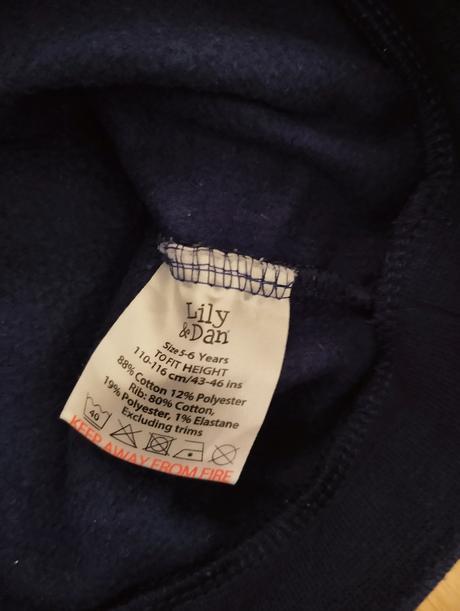 Lily
&Dan
Size 5-6 Years
TO FIT HEIGHT
110-116 cm/43-46 ins
88% Cotton 12% Polyester
Rib: 80% Cotton,
19% Polyester, 1% Elastane
Excluding trims
40
KEEP AWAY FROM FIRE